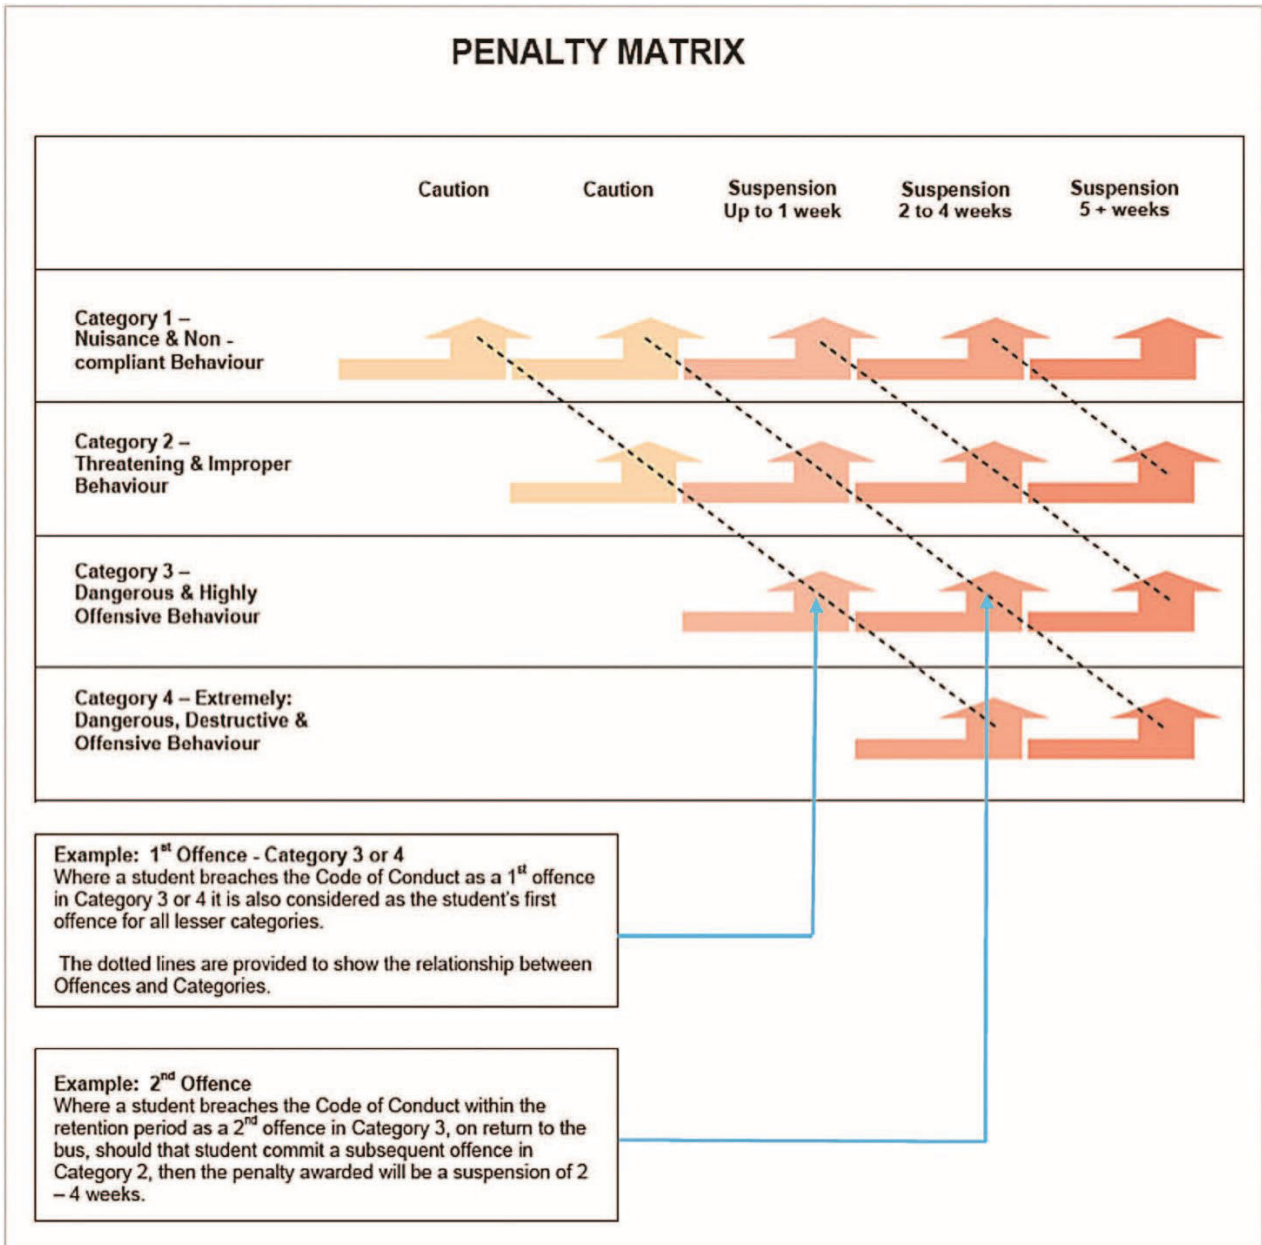 PENALTY MATRIX
Caution
Caution
Suspension
Up to 1 week
Suspension
2 to 4 weeks
Suspension
5 + weeks
Category 1 –
Nuisance & Non -
compliant Behaviour
Category 2 –
Threatening & Improper
Behaviour
Category 3 –
Dangerous & Highly
Offensive Behaviour
Category 4 – Extremely:
Dangerous, Destructive &
Offensive Behaviour
Example: 1st Offence - Category 3 or 4
Where a student breaches the Code of Conduct as a 1st offence
in Category 3 or 4 it is also considered as the student's first
offence for all lesser categories.
The dotted lines are provided to show the relationship between
Offences and Categories.
Example: 2nd Offence
Where a student breaches the Code of Conduct within the
retention period as a 2nd offence in Category 3, on return to the
bus, should that student commit a subsequent offence in
Category 2, then the penalty awarded will be a suspension of 2
– 4 weeks.